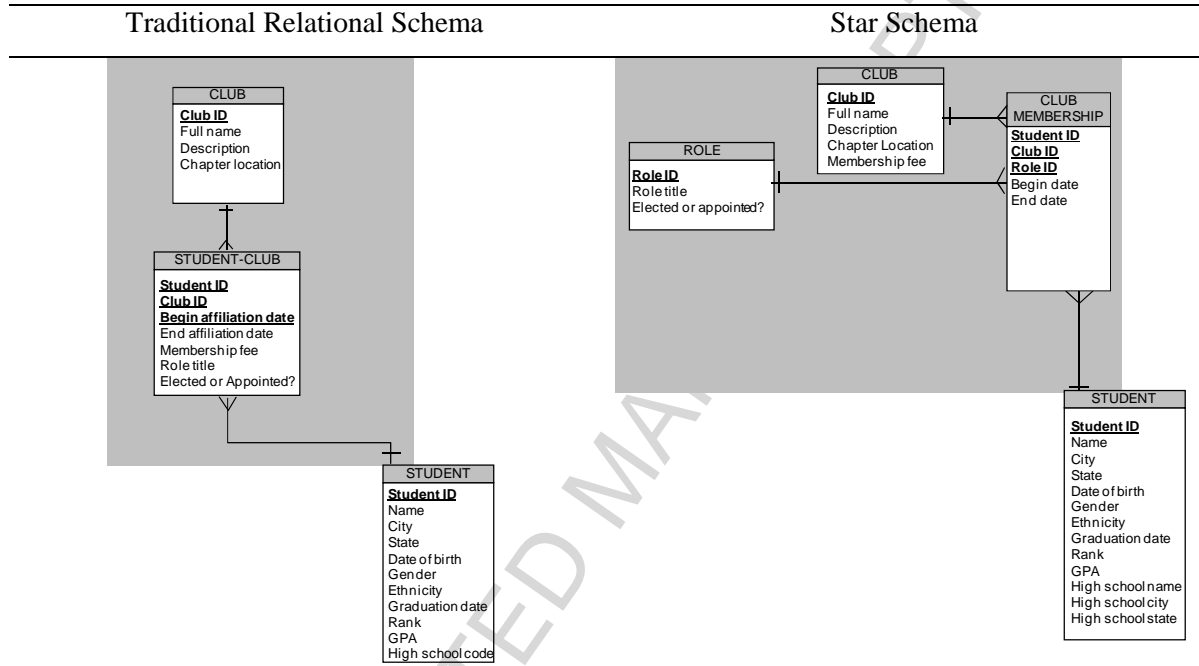 Traditional Relational Schema
Star Schema
CLUB
Club ID
Full name
Description
Chapter location
STUDENT-CLUB
Student ID
Club ID
Begin affiliation date
End affiliation date
Membership fee
Role title
Elected or Appointed?
STUDENT
Student ID
Name
City
State
Date of birth
Gender
Ethnicity
Graduation date
Rank
GPA
High school code
CLUB
Club ID
Full name
Description
Chapter Location
Membership fee
ROLE
Role ID
Role title
Elected or appointed?
CLUB
MEMBERSHIP
Student ID
Club ID
Role ID
Begin date
End date
STUDENT
Student ID
Name
City
State
Date of birth
Gender
Ethnicity
Graduation date
Rank
GPA
High school name
High school city
High school state